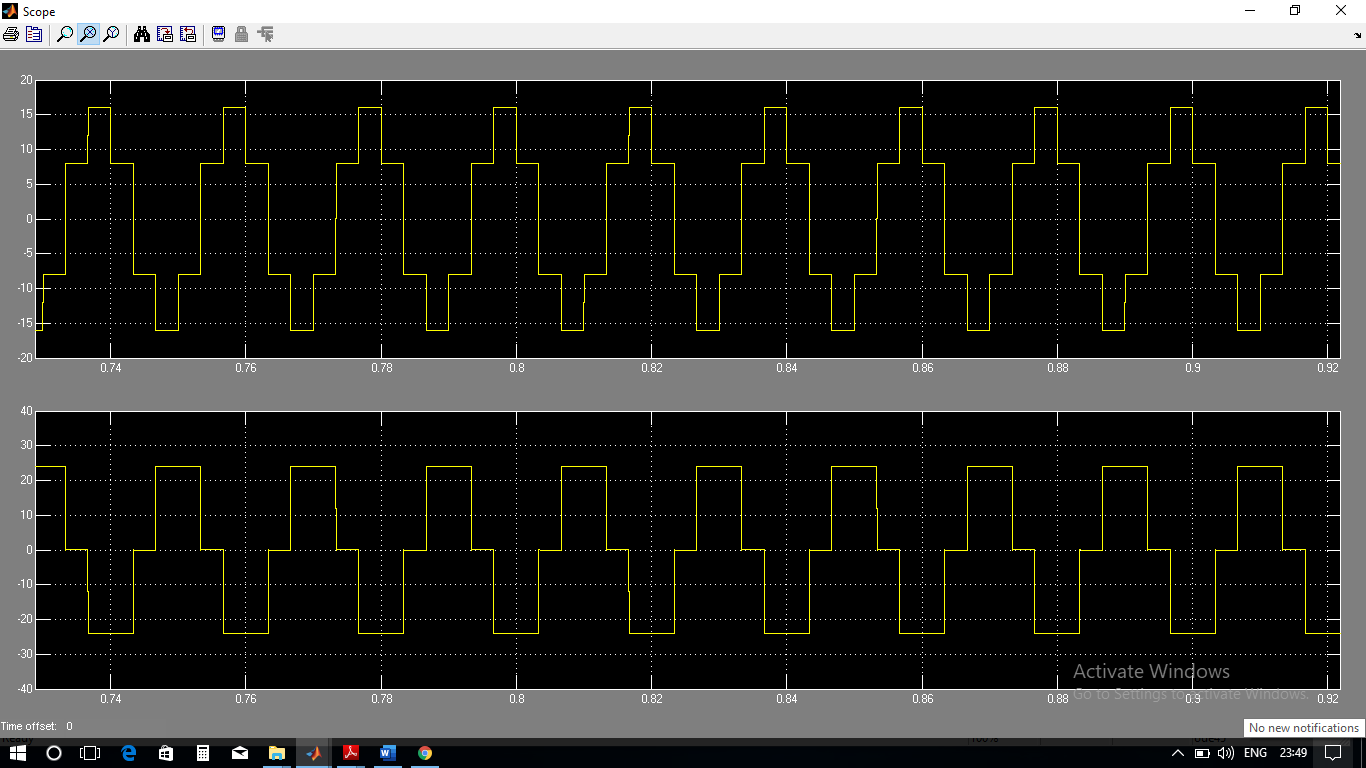 Scope
20
15
10
5
0
-5
-10
-15
-20
0.74 0.76 0.78 0.8 0.82 0.84 0.86 0.88 0.9 0.92
40
30
20
10
0
-10
-20
-30
-40
0.74 0.76 0.78 0.8 0.82 0.84 0.86 0.88 0.9 0.92
Activate Windows
Go to Settings to activate Windows.
Time offset: 0
No new notifications
Ready 100% ode45
ENG 23:49